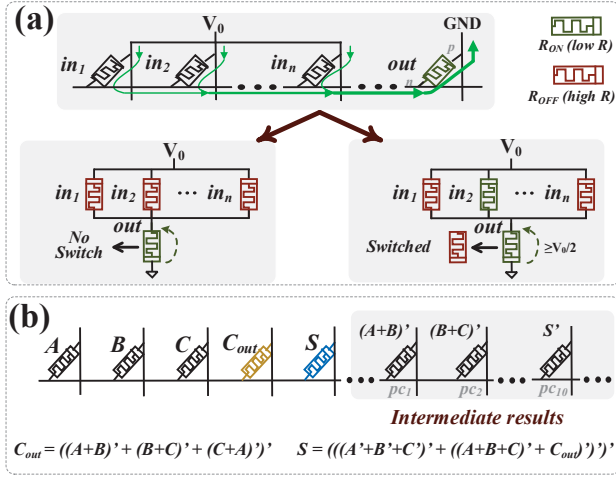 (a)
V0 GND
in1 in2 inn out p n
RON (low R)
ROFF (high R)
V0 V0
in1 in2 ··· inn in1 in2 ··· inn
out out
No Switch Switched ≥V0/2
(b)
A B C Cout S (A+B)' (B+C)' S'
pc1 pc2 pc10
Intermediate results
Cout = ((A+B)' + (B+C)' + (C+A)')' S = (((A'+B'+C')' + ((A+B+C)' + Cout)')')'